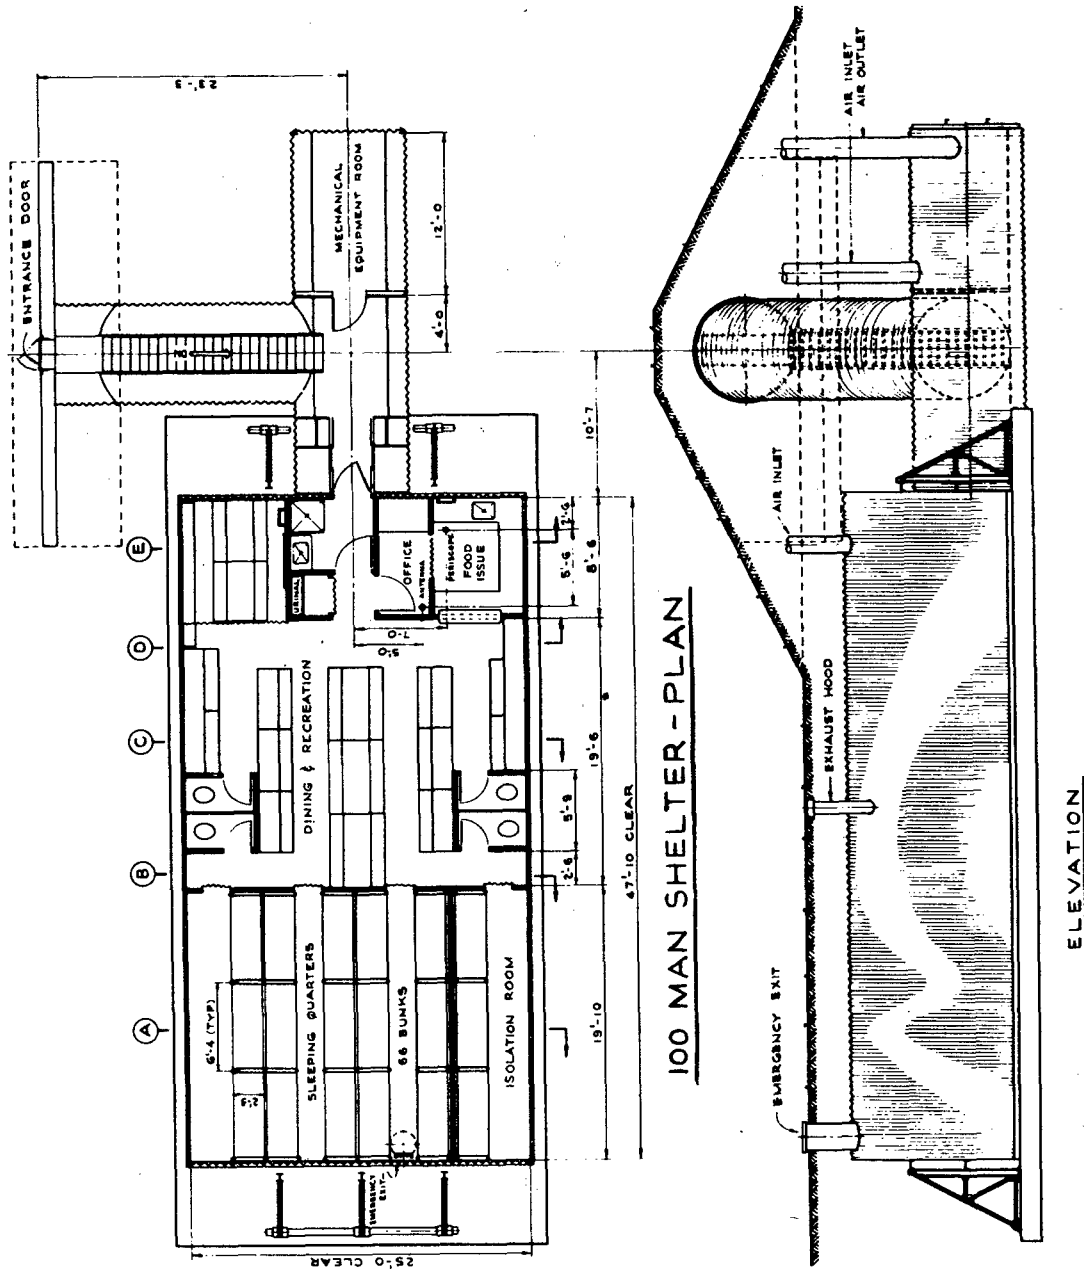 23'-3
ENTRANCE DOOR
DN
MECHANICAL
EQUIPMENT ROOM
12'-0
4'-0
10'-7
E
D
C
B
A
URINAL
OFFICE
ANTENNA
PERISCOPE
FOOD
ISSUE
2'-6
5'-6
8'-6
7'-0
5'-0
DINING & RECREATION
19'-6
5'-9
2'-6
47'-10 CLEAR
6'-4 (TYP)
2'-3
SLEEPING QUARTERS
66 BUNKS
ISOLATION ROOM
19'-10
EMERGENCY
EXIT
25'-0 CLEAR
100 MAN SHELTER-PLAN
AIR INLET
AIR OUTLET
AIR INLET
EXHAUST HOOD
EMERGENCY EXIT
ELEVATION